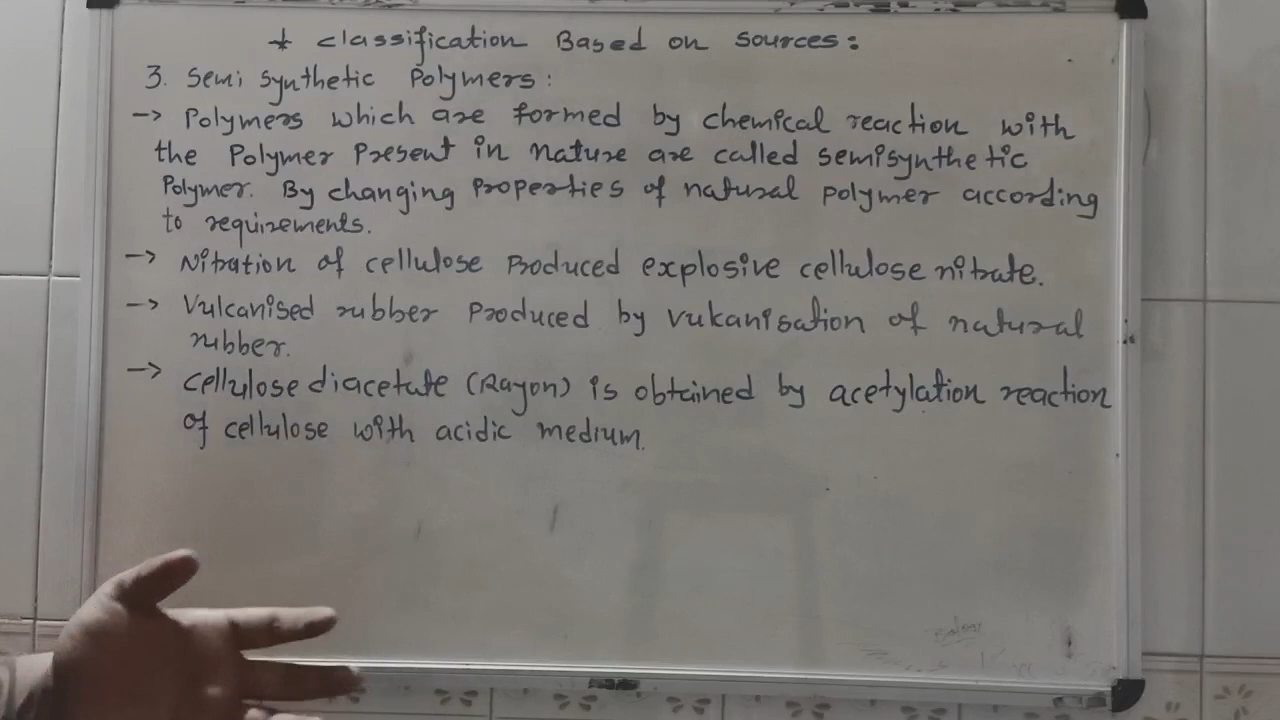 * Classification Based on sources:
3. Semi Synthetic Polymers:
-> Polymers which are formed by chemical reaction with
the Polymer Present in nature are called semisynthetic
Polymer. By changing Properties of natural polymer according
to requirements.
-> Nitration of cellulose Produced explosive cellulose nitrate.
-> Vulcanised rubber Produced by vukanisation of natural
rubber.
-> Cellulose diacetate (Rayon) is obtained by acetylation reaction
of cellulose with acidic medium.